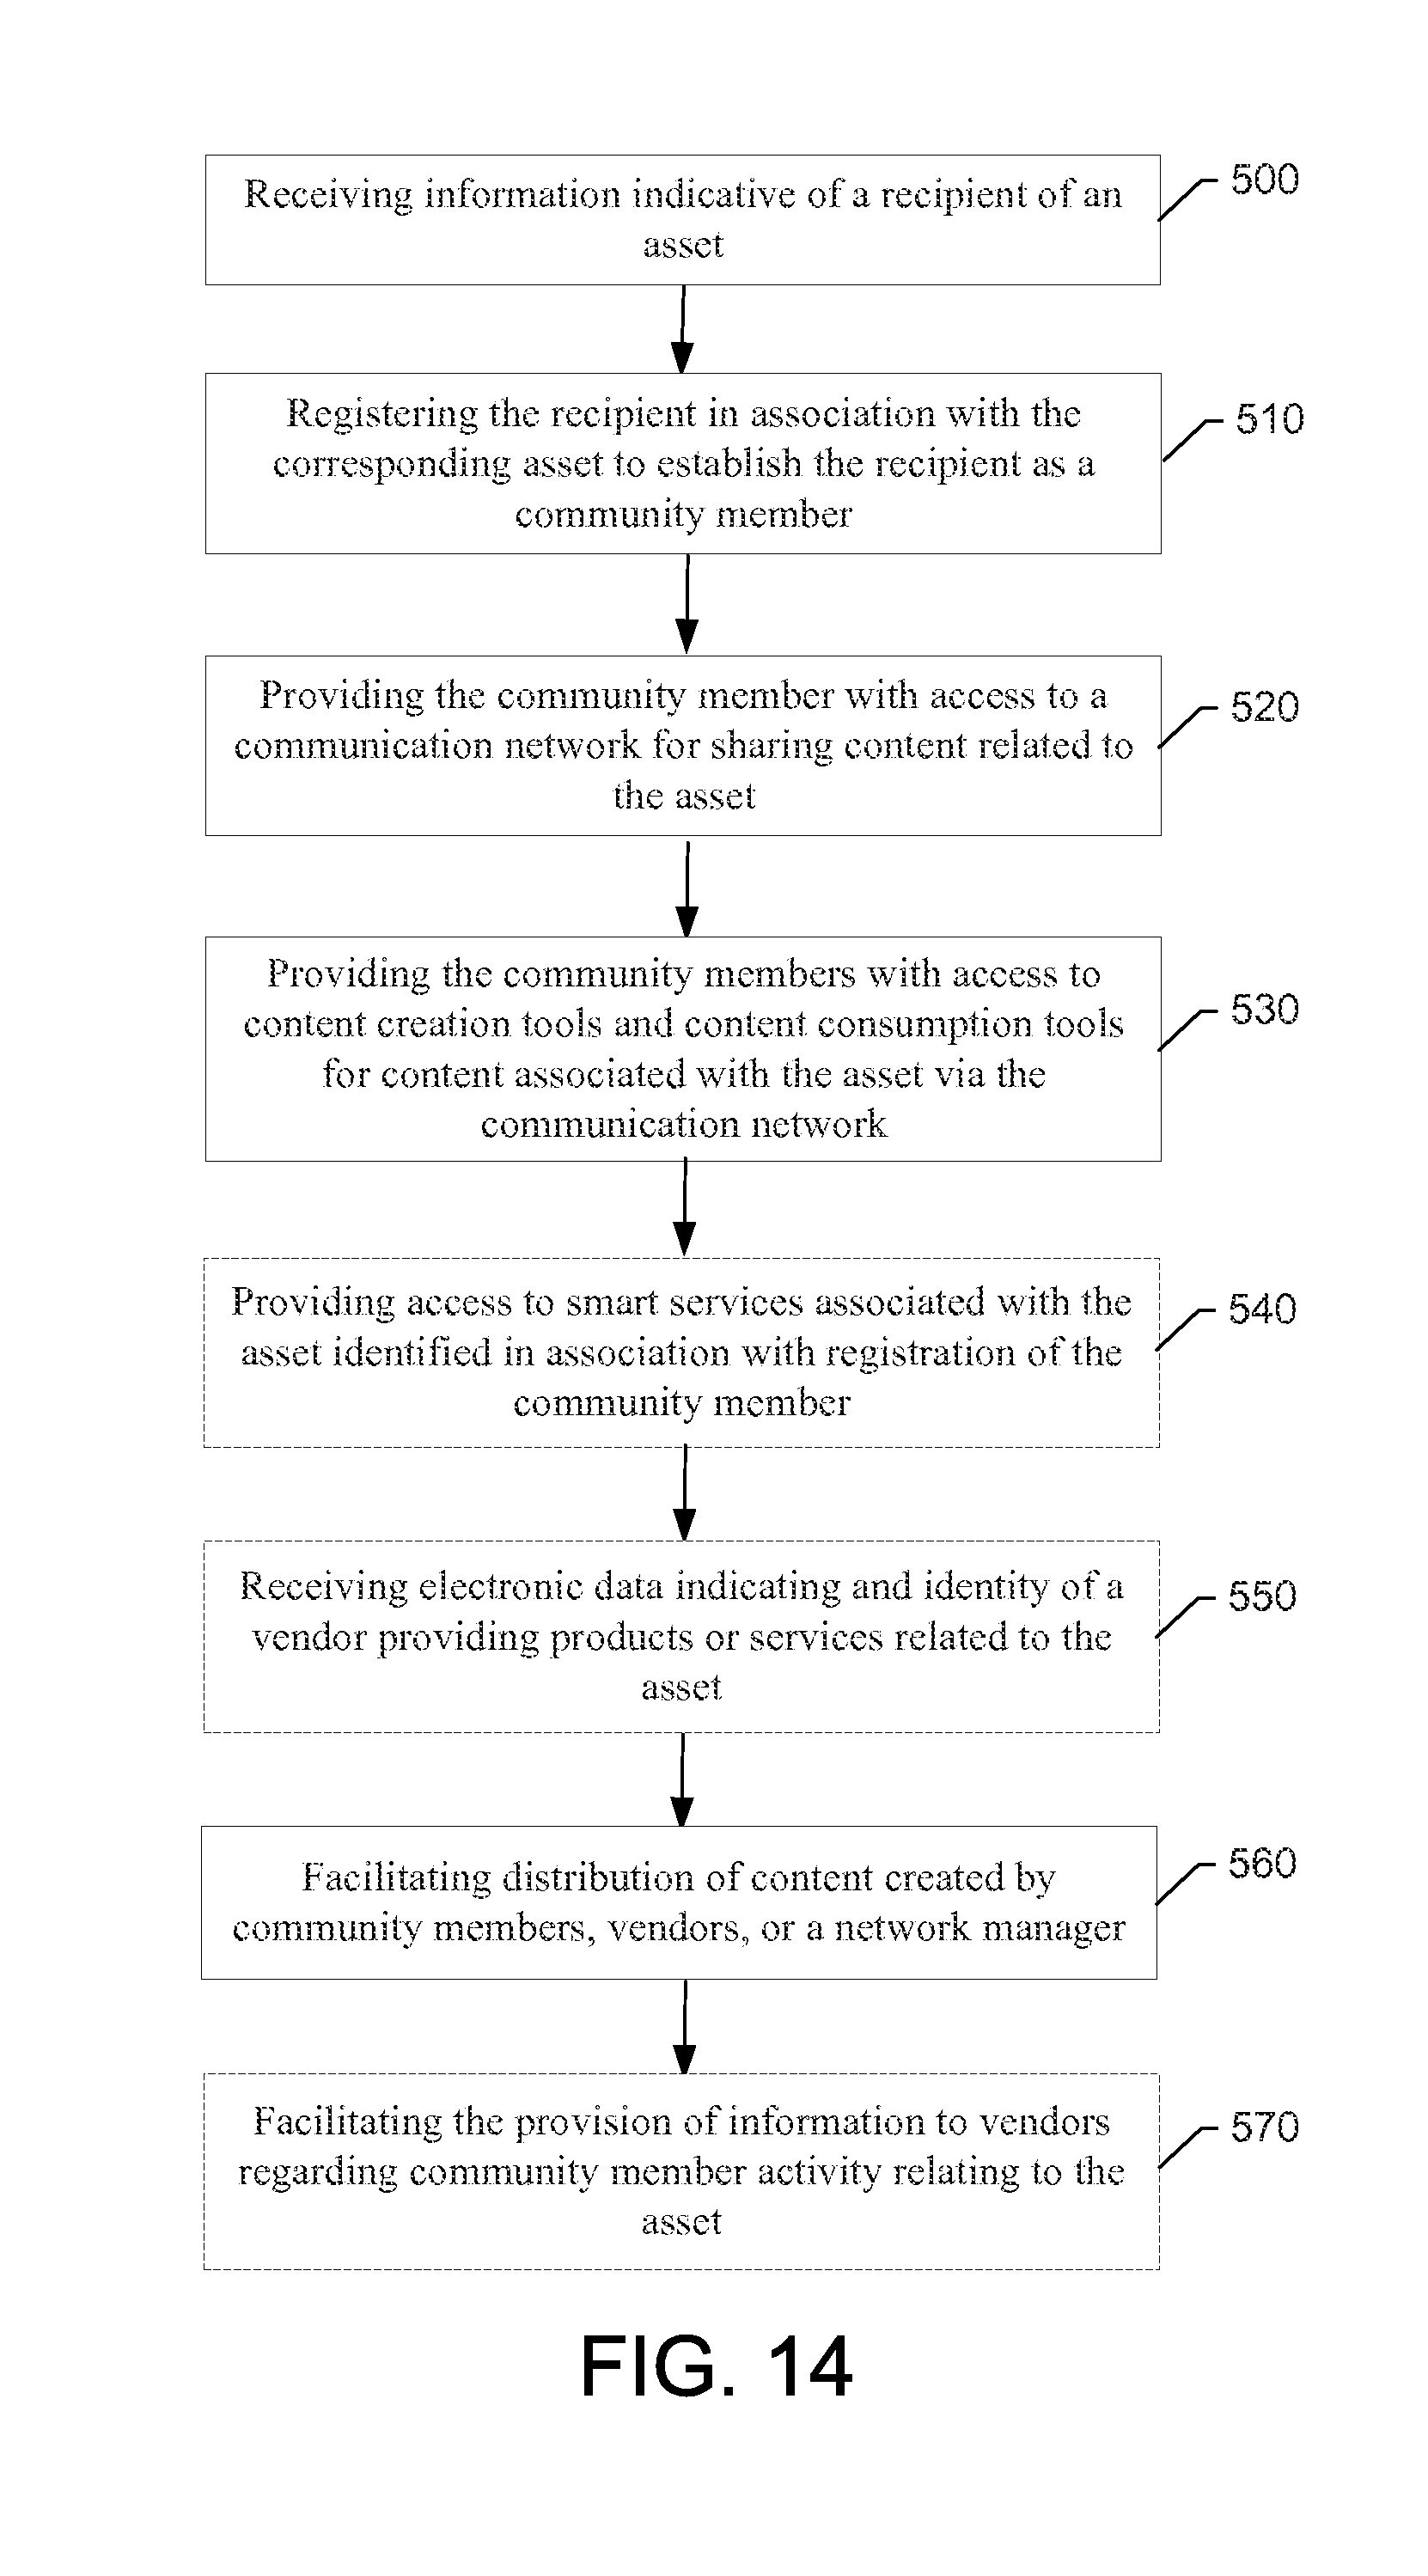 Receiving information indicative of a recipient of an
asset
500
Registering the recipient in association with the
corresponding asset to establish the recipient as a
community member
510
Providing the community member with access to a
communication network for sharing content related to
the asset
520
Providing the community members with access to
content creation tools and content consumption tools
for content associated with the asset via the
communication network
530
Providing access to smart services associated with the
asset identified in association with registration of the
community member
540
Receiving electronic data indicating and identity of a
vendor providing products or services related to the
asset
550
Facilitating distribution of content created by
community members, vendors, or a network manager
560
Facilitating the provision of information to vendors
regarding community member activity relating to the
asset
570
FIG. 14